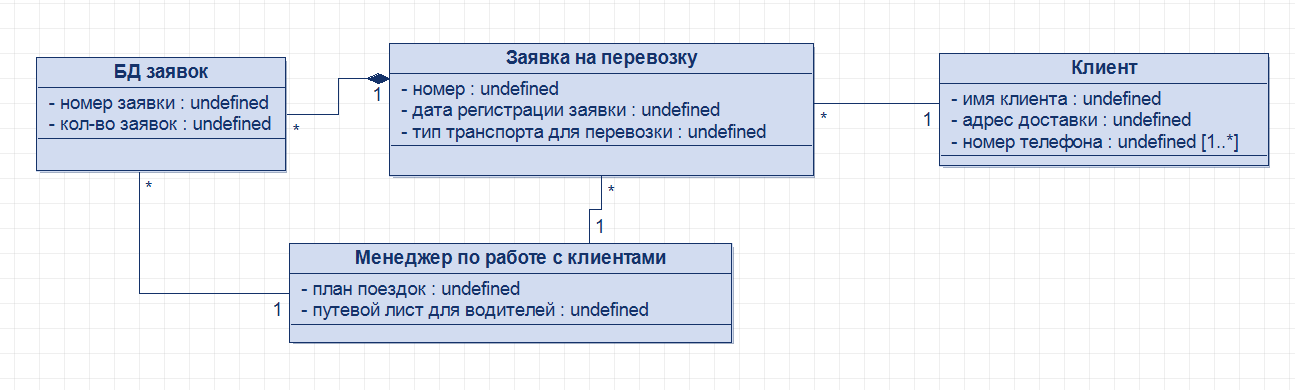 БД заявок
- номер заявки : undefined
- кол-во заявок : undefined
*
1
Заявка на перевозку
- номер : undefined
- дата регистрации заявки : undefined
- тип транспорта для перевозки : undefined
*
1
Клиент
- имя клиента : undefined
- адрес доставки : undefined
- номер телефона : undefined [1..*]
*
*
1
1
Менеджер по работе с клиентами
- план поездок : undefined
- путевой лист для водителей : undefined